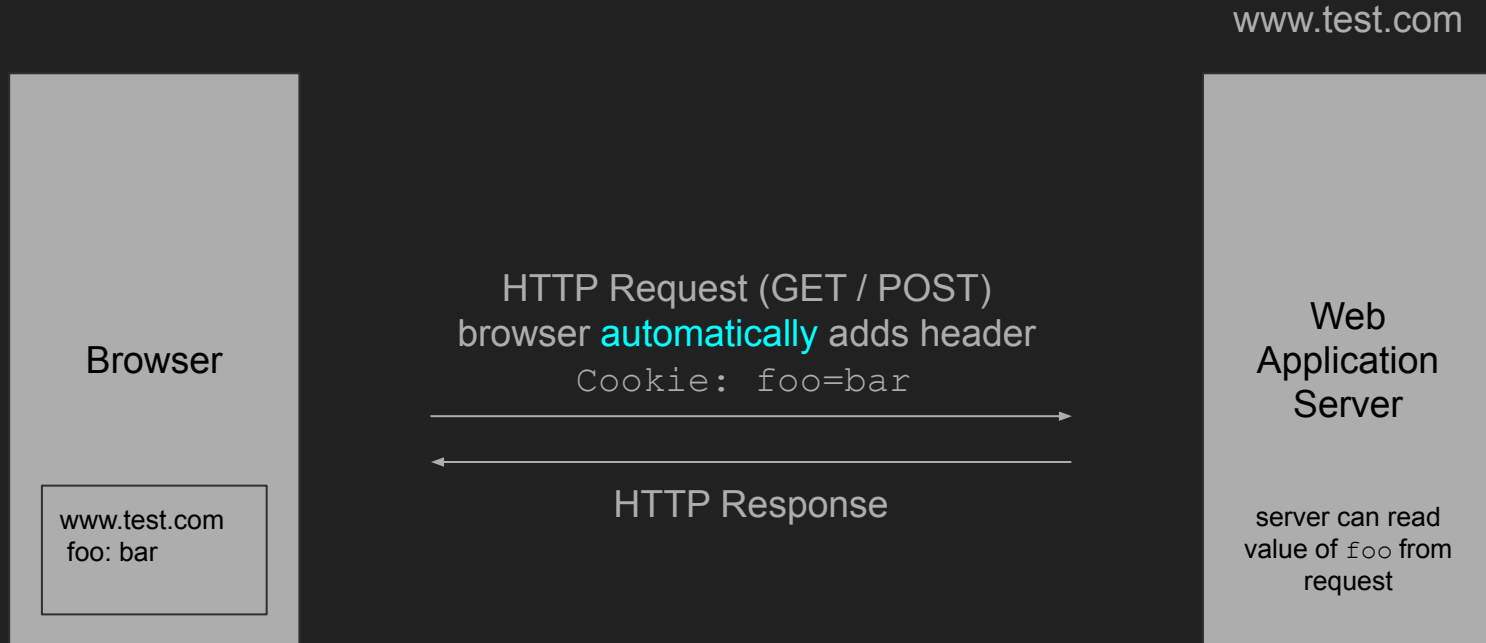 www.test.com
Browser
www.test.com
foo: bar
HTTP Request (GET / POST)
browser automatically adds header
Cookie: foo=bar
HTTP Response
Web
Application
Server
server can read
value of foo from
request